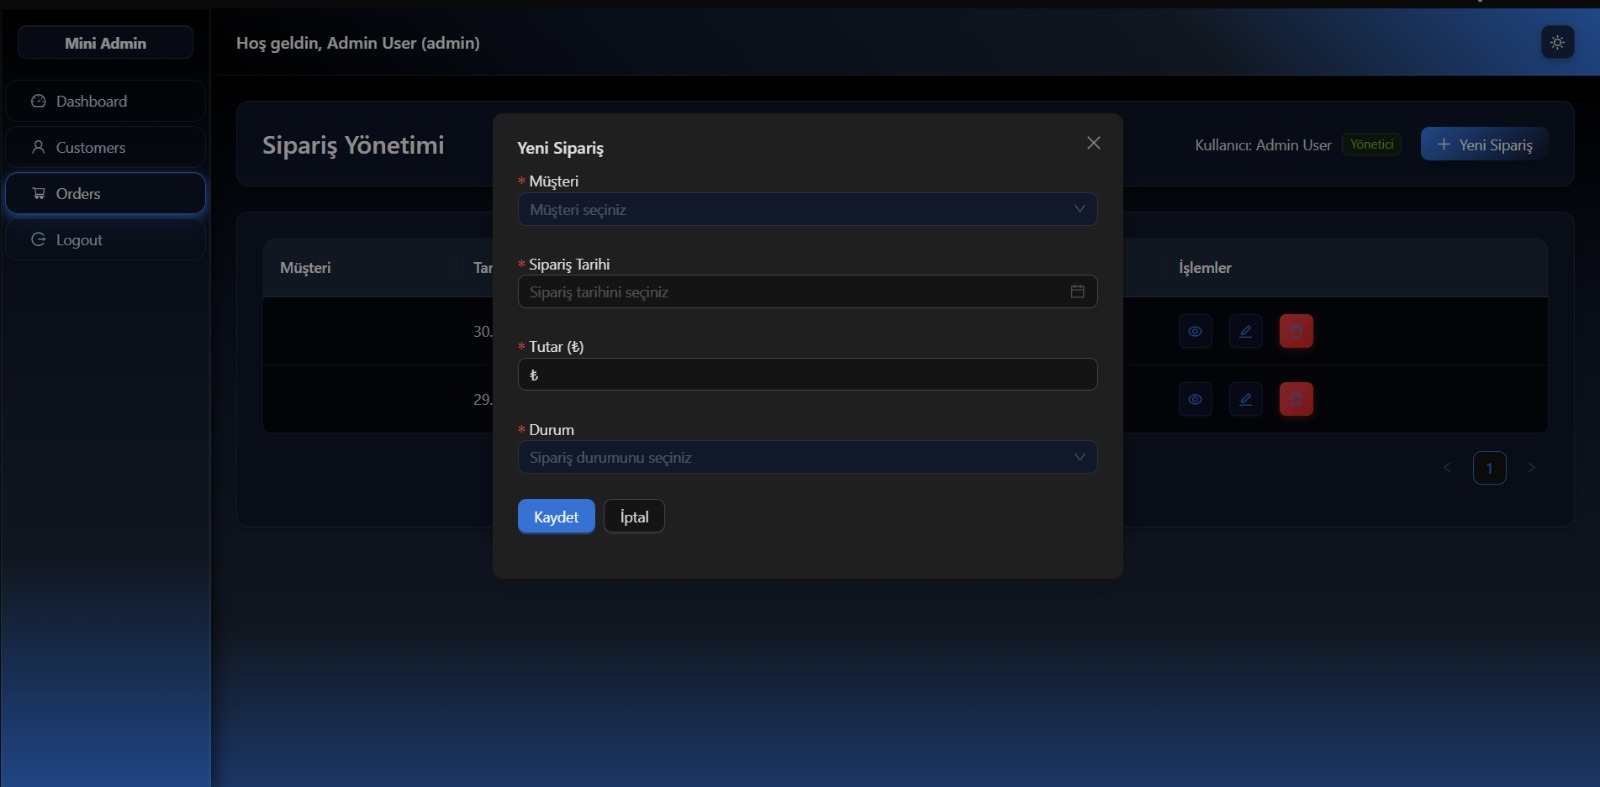 Mini Admin
Hoş geldin, Admin User (admin)
Dashboard
Customers
Orders
Logout
Sipariş Yönetimi
Kullanıcı: Admin User Yönetici
+ Yeni Sipariş
Müşteri
Tar
İşlemler
30.
29.
< 1 >
Yeni Sipariş
* Müşteri
Müşteri seçiniz
* Sipariş Tarihi
Sipariş tarihini seçiniz
* Tutar (₺)
₺
* Durum
Sipariş durumunu seçiniz
Kaydet İptal